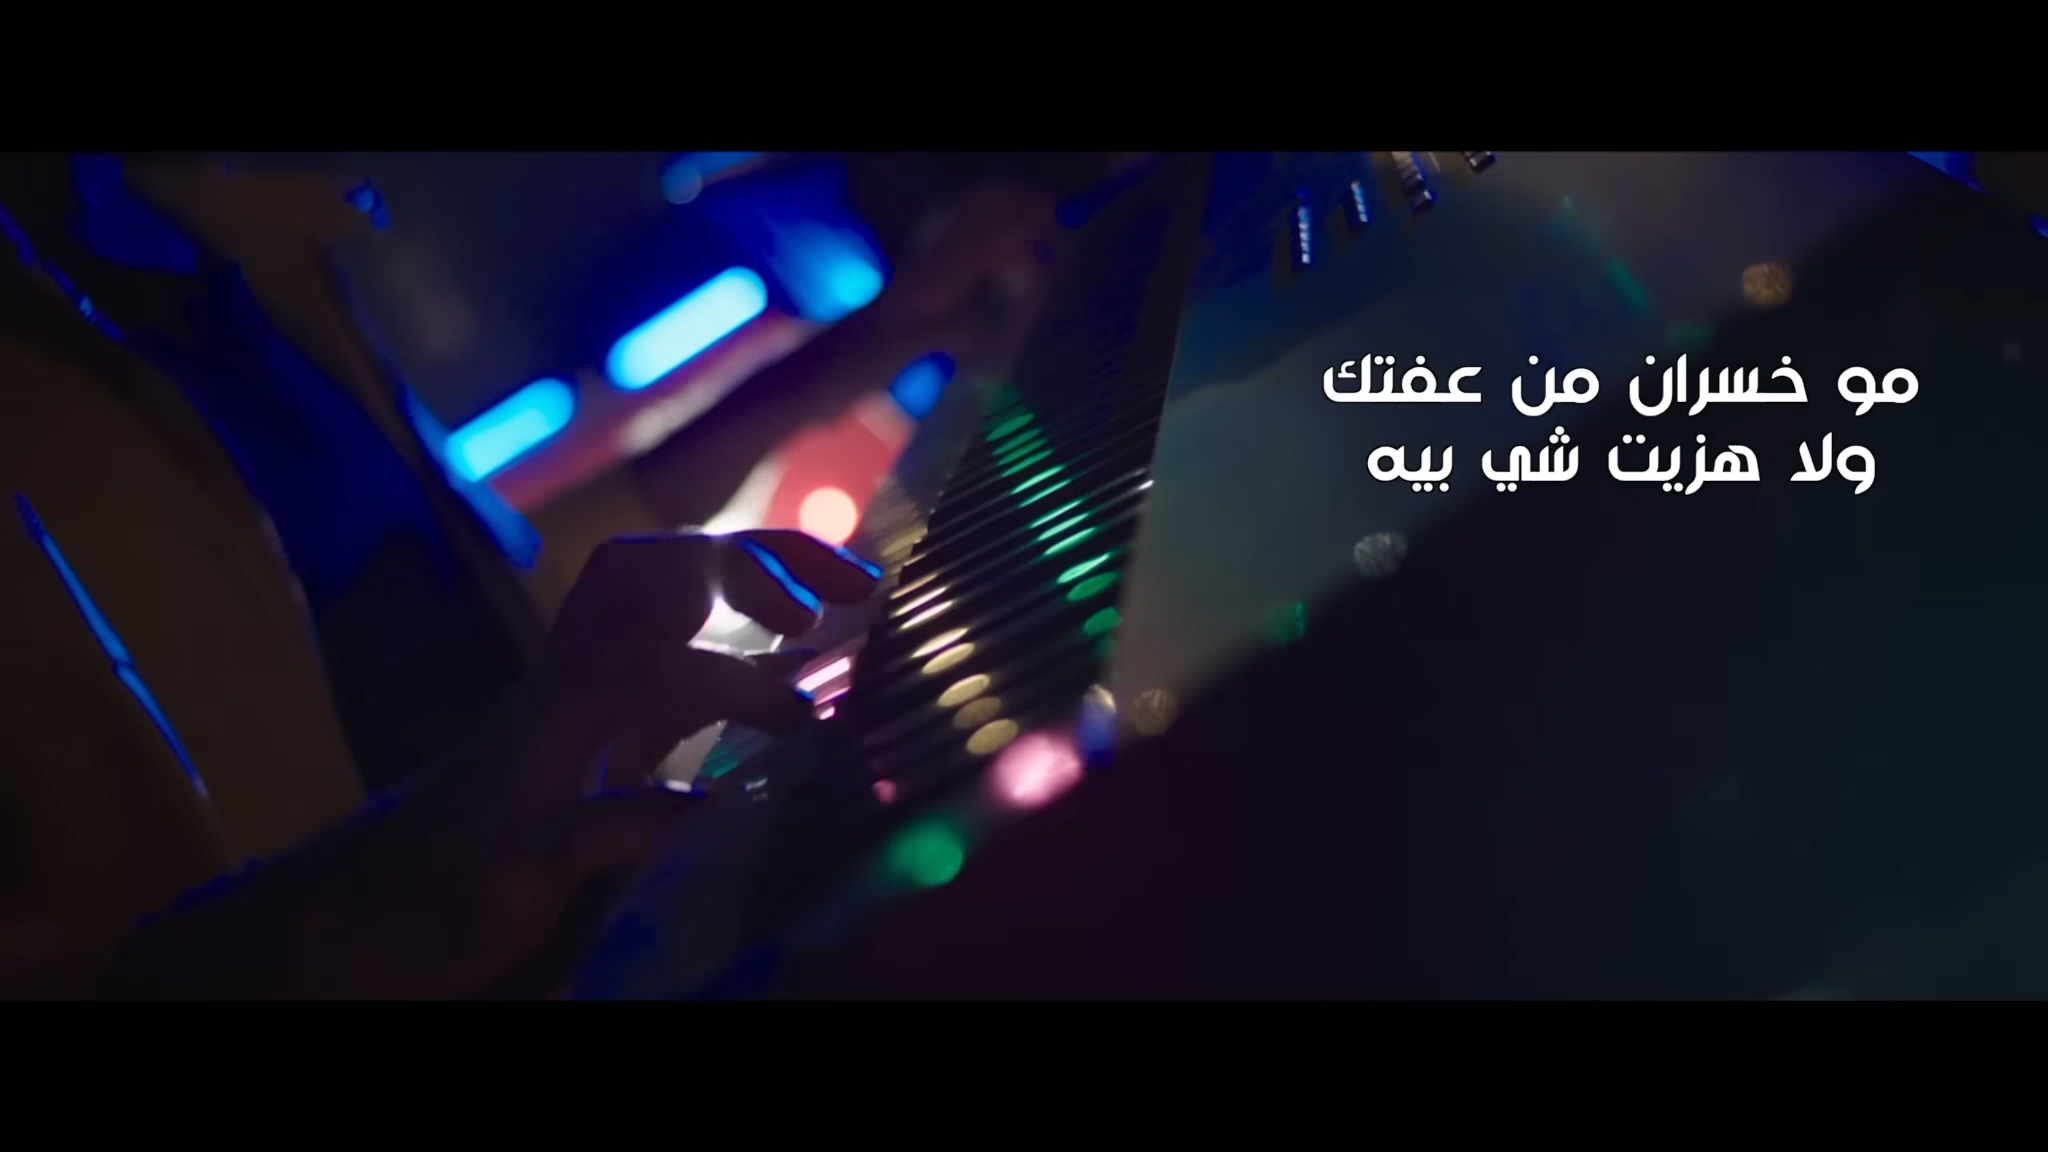 مو خسران من عفتك
ولا هزيت شي بيه